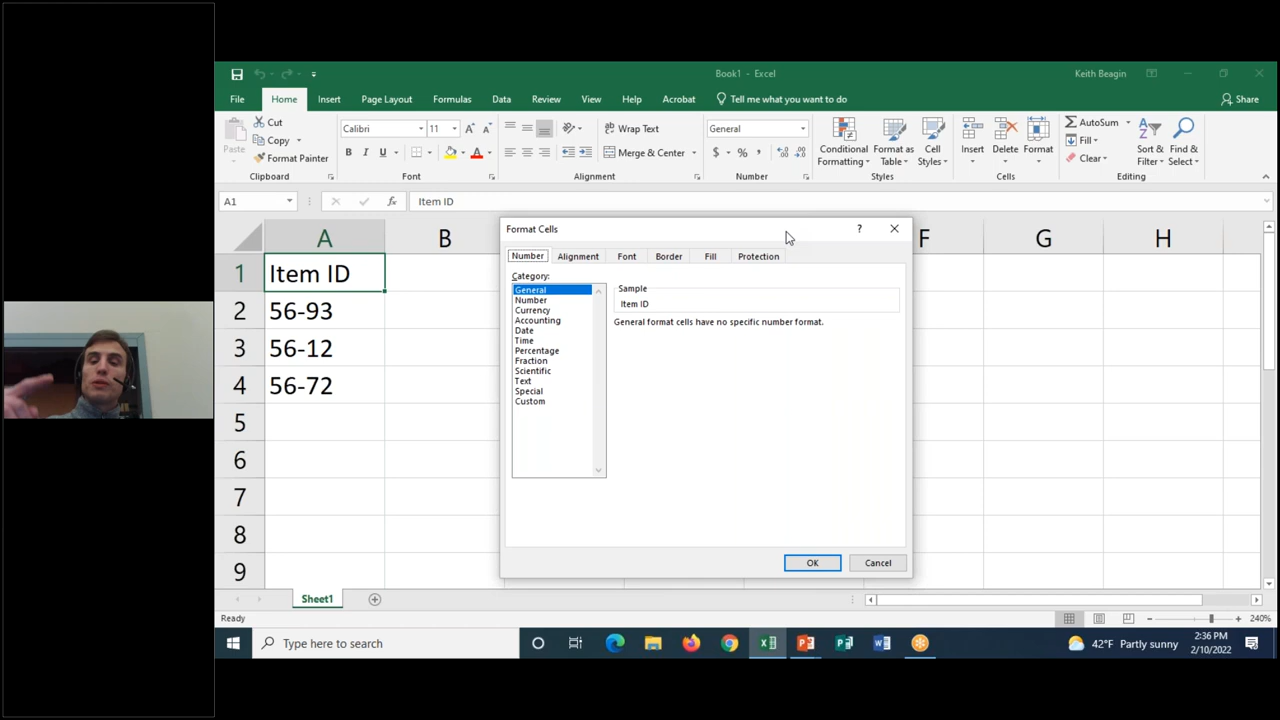 Book1 - Excel
Keith Beagin
File Home Insert Page Layout Formulas Data Review View Help Acrobat Tell me what you want to do Share
Paste
Cut
Copy
Format Painter
Clipboard
Calibri 11
B I U
Font
Wrap Text
Merge & Center
Alignment
General
$ % ,
Number
Conditional Formatting
Format as Table
Cell Styles
Styles
Insert Delete Format
Cells
AutoSum
Fill
Clear
Sort & Filter
Find & Select
Editing
A1 fx Item ID
A B F G H
1 Item ID
2 56-93
3 56-12
4 56-72
5
6
7
8
9
Format Cells ?
Number Alignment Font Border Fill Protection
Category:
General
Number
Currency
Accounting
Date
Time
Percentage
Fraction
Scientific
Text
Special
Custom
Sample
Item ID
General format cells have no specific number format.
OK Cancel
Sheet1
Ready 240%
Type here to search
42°F Partly sunny
2:36 PM
2/10/2022